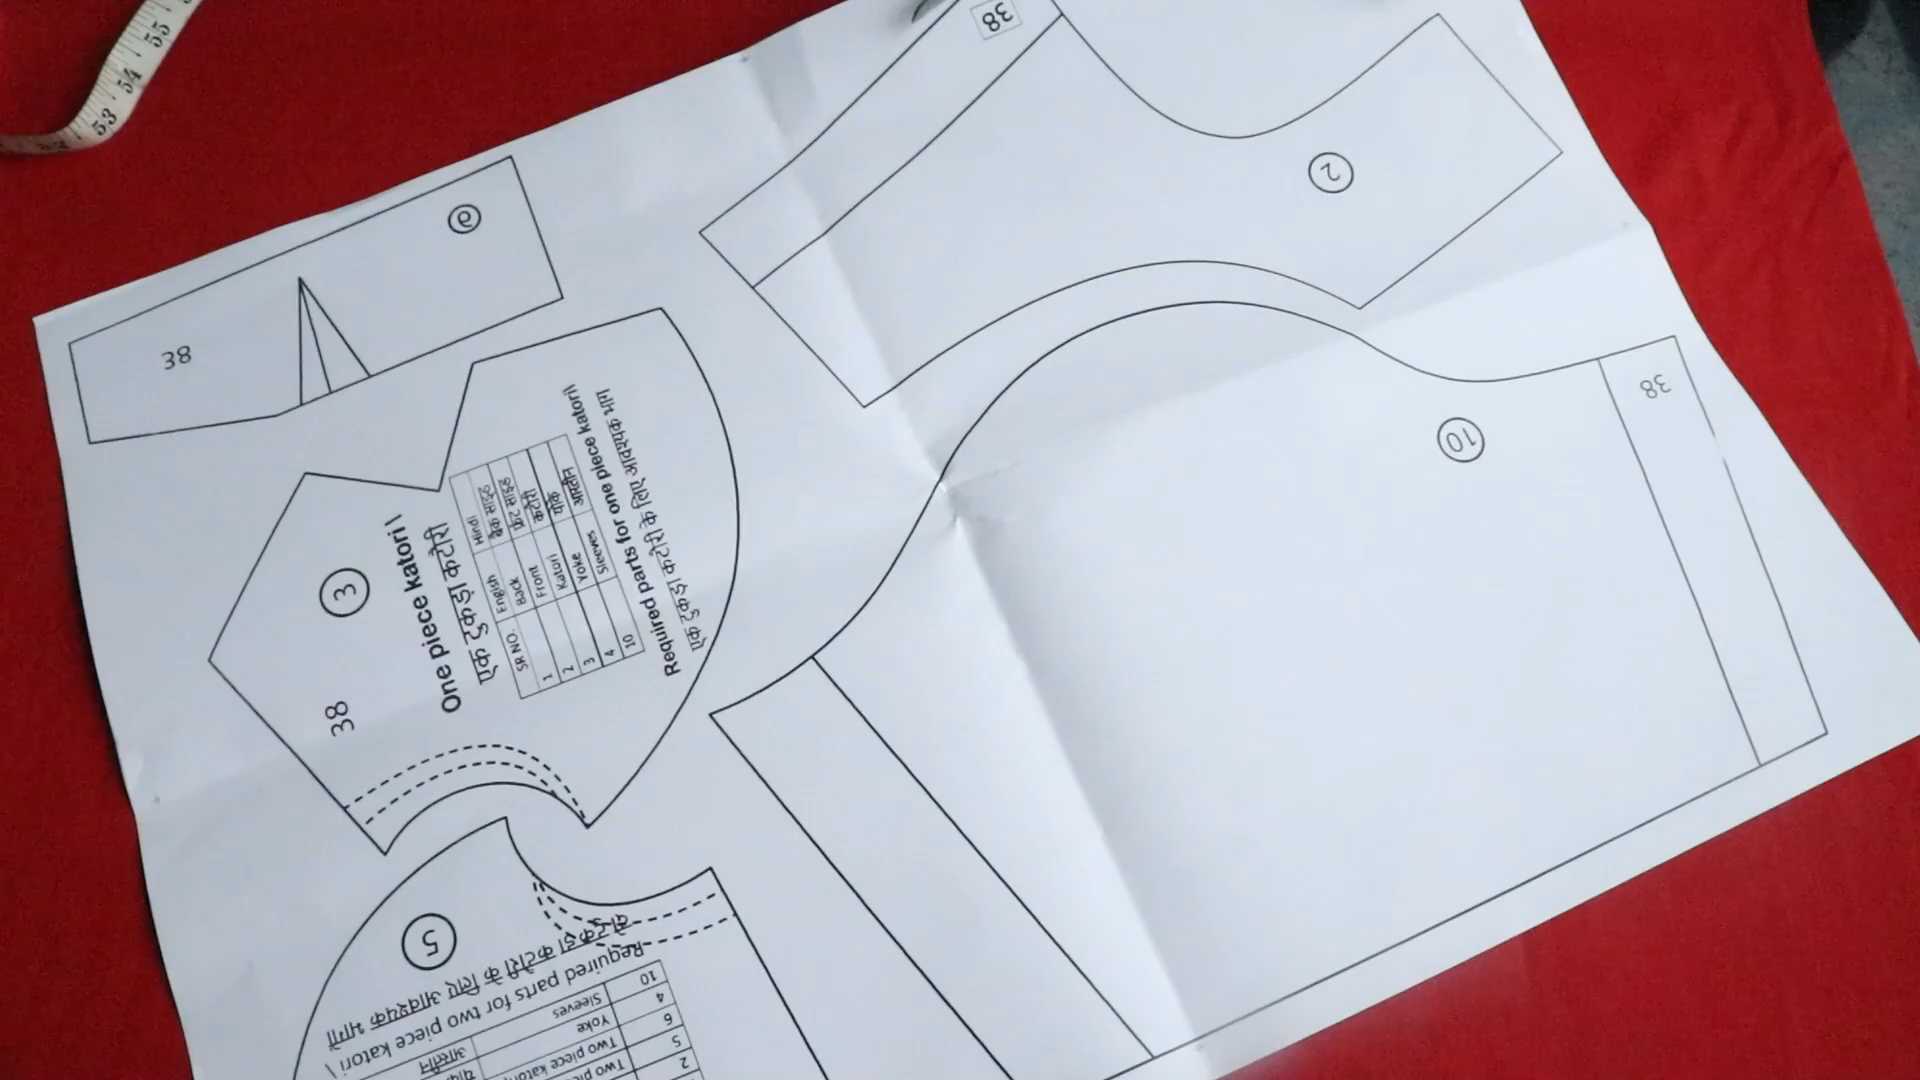 55
54
53
38
2
9
38
38
10
3
38
One piece katori \
एक टुकड़ा कटोरी
SR NO. English Hindi
1 Back बैक साइड
2 Front फ्रंट साइड
3 Katori कटोरी
4 Yoke योक
10 Sleeves आस्तीन
Required parts for one piece katori\
एक टुकड़ा कटोरी के लिए आवश्यक भाग
5
Required parts for two piece katori \
दो टुकड़ा कटोरी के लिए आवश्यक भाग
10 Sleeves आस्तीन
4 Yoke
6 Two piece
5 Two
2